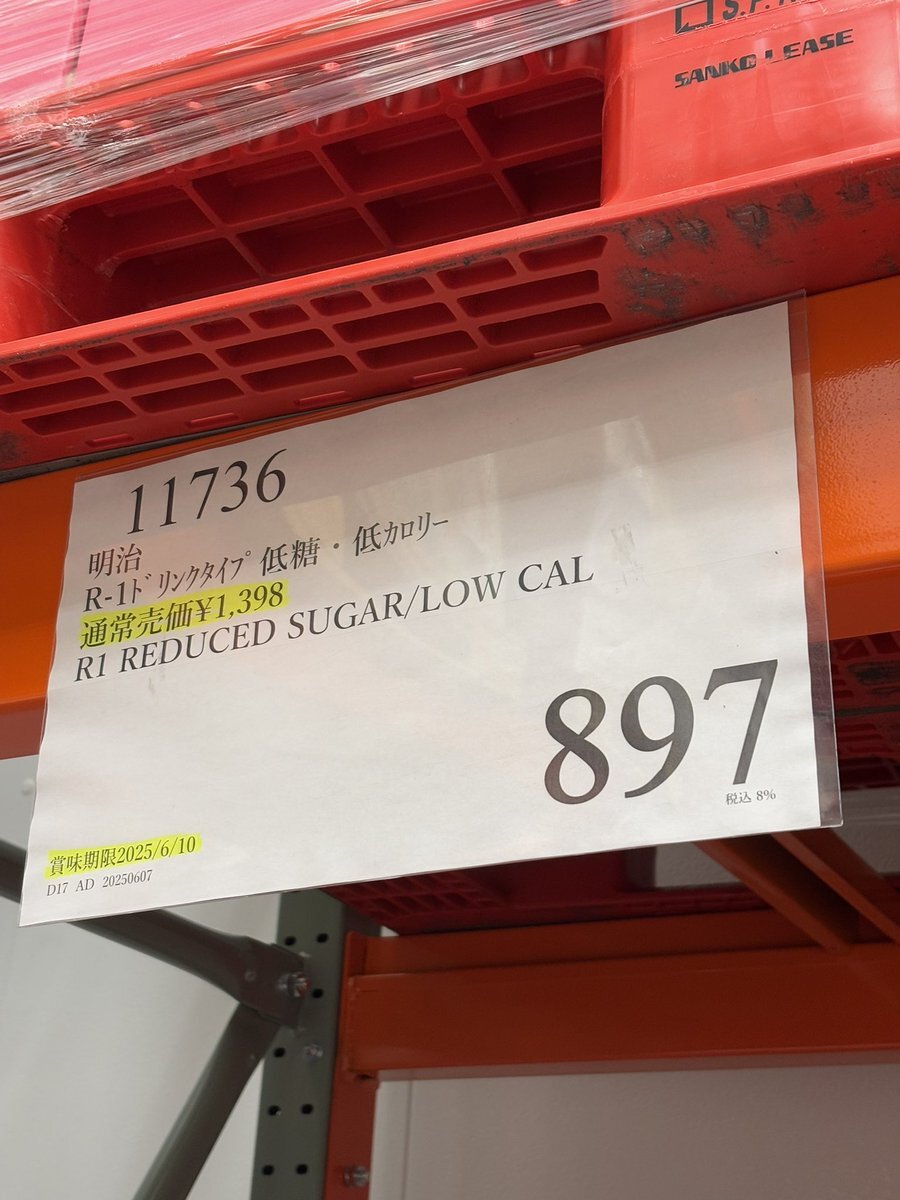 SANKO LEASE
11736
明治
R-1ﾄﾞﾘﾝｸﾀｲﾌﾟ 低糖・低ｶﾛﾘｰ
通常売価¥1,398
R1 REDUCED SUGAR/LOW CAL
897
税込 8%
賞味期限2025/6/10
D17 AD 20250607